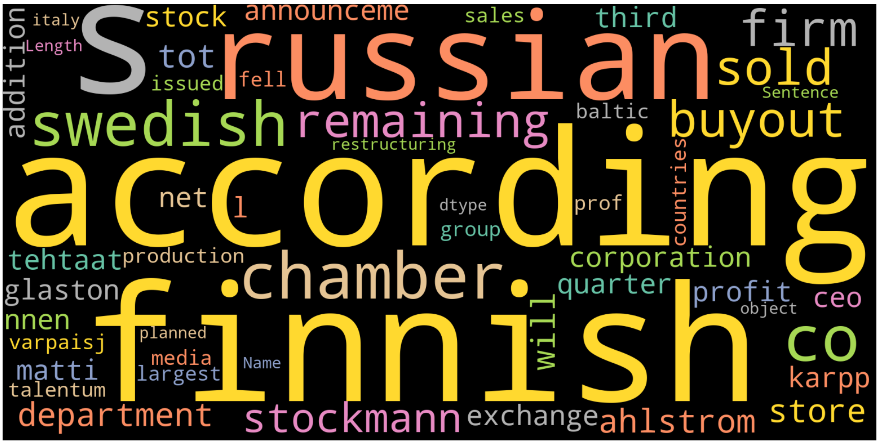 italy
stock
announceme
sales
third
firm
addition
Length
S
russian
tot
issued
fell
sold
Sentence
swedish
remaining
baltic
buyout
restructuring
according
countries
net
l
dtype
prof
group
tehtaat
production
chamber
corporation
glaston
quarter
profit
ceo
object
nnen
finnish
will
co
varpaisj
planned
media
Name
matti
largest
talentum
karpp
department
stockmann
exchange
ahlstrom
store